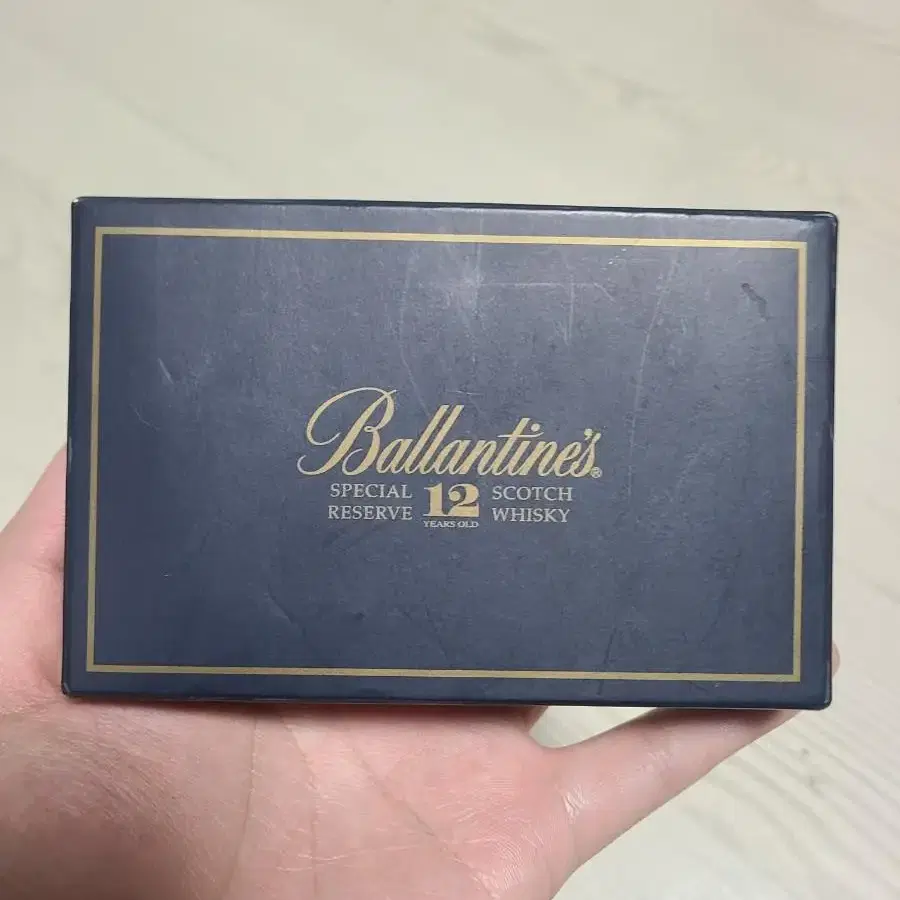 Ballantine's®
SPECIAL 12 SCOTCH
RESERVE YEARS OLD WHISKY